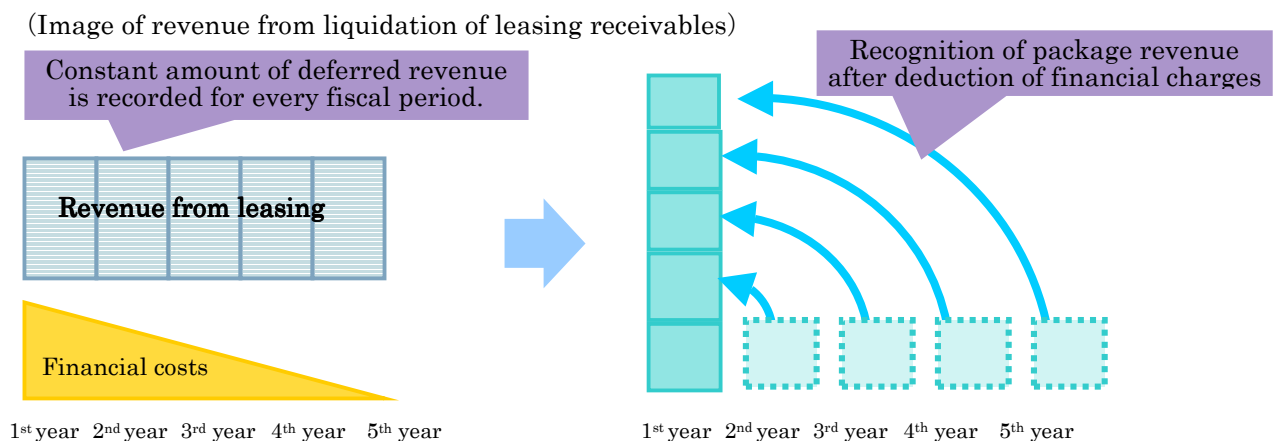 (Image of revenue from liquidation of leasing receivables)
Constant amount of deferred revenue
is recorded for every fiscal period.
Recognition of package revenue
after deduction of financial charges
Revenue from leasing
Financial costs
1st year 2nd year 3rd year 4th year 5th year
1st year 2nd year 3rd year 4th year 5th year